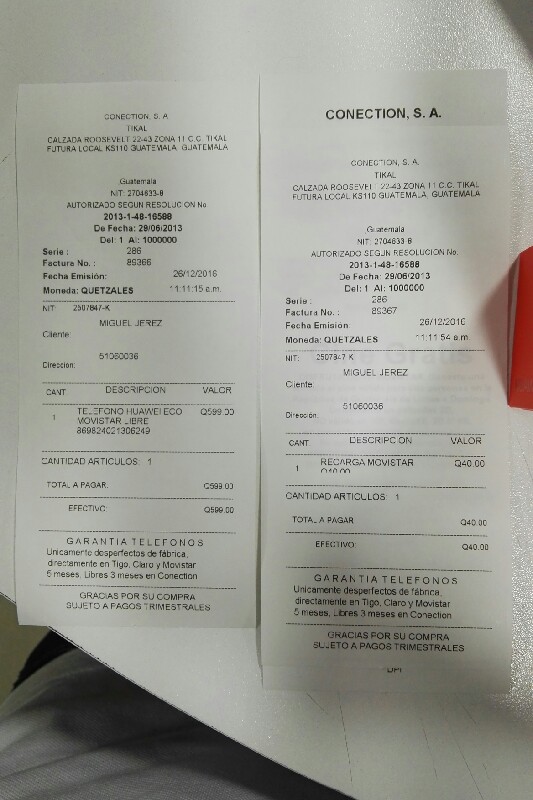 CONECTION, S. A.
TIKAL
CALZADA ROOSEVELT 22-43 ZONA 11 C.C. TIKAL
FUTURA LOCAL KS110 GUATEMALA, GUATEMALA
Guatemala
NIT: 2704633-8
AUTORIZADO SEGUN RESOLUCION No.
2013-1-48-16588
De Fecha: 29/06/2013
Del: 1 Al: 1000000
Serie : 286
Factura No. : 89366
Fecha Emisión: 26/12/2016
Moneda: QUETZALES 11:11:15 a.m.
NIT: 2507847-K
MIGUEL JEREZ
Cliente
51060036
Dirección:
CANT. DESCRIPCION VALOR
1 TELEFONO HUAWEI ECO Q599.00
MOVISTAR LIBRE
869824021306249
CANTIDAD ARTICULOS: 1
TOTAL A PAGAR: Q599.00
EFECTIVO: Q599.00
GARANTIA TELEFONOS
Unicamente desperfectos de fábrica,
directamente en Tigo, Claro y Movistar
6 meses, Libres 3 meses en Conection
GRACIAS POR SU COMPRA
SUJETO A PAGOS TRIMESTRALES
CONECTION, S. A.
CONECTION, S. A.
TIKAL
CALZADA ROOSEVELT 22-43 ZONA 11 C.C. TIKAL
FUTURA LOCAL KS110 GUATEMALA, GUATEMALA
Guatemala
NIT: 2704633-8
AUTORIZADO SEGUN RESOLUCION No.
2013-1-48-16588
De Fecha: 29/06/2013
Del: 1 Al: 1000000
Serie : 286
Factura No. : 89367
Fecha Emisión: 26/12/2016
Moneda: QUETZALES 11:11:54 a.m.
NIT: 2507847-K
MIGUEL JEREZ
Cliente
51060036
Dirección:
CANT. DESCRIPCION VALOR
1 RECARGA MOVISTAR Q40.00
Q40.00
CANTIDAD ARTICULOS: 1
TOTAL A PAGAR Q40.00
EFECTIVO: Q40.00
GARANTIA TELEFONOS
Unicamente desperfectos de fábrica,
directamente en Tigo, Claro y Movistar
6 meses, Libres 3 meses en Conection
GRACIAS POR SU COMPRA
SUJETO A PAGOS TRIMESTRALES
DPI